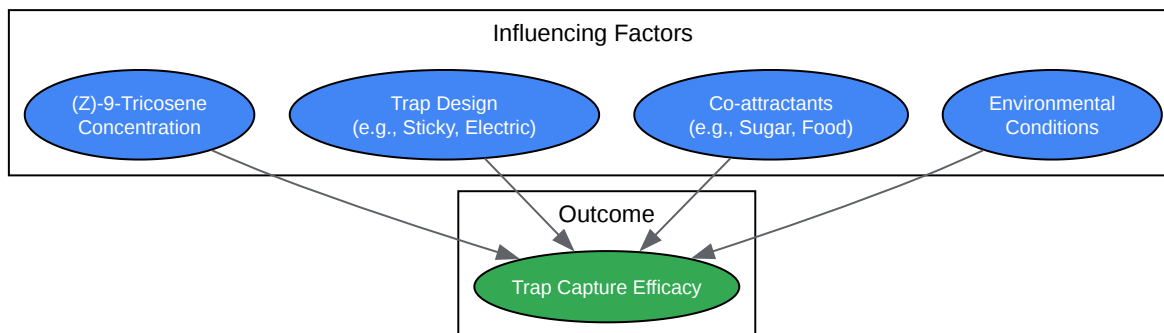 Influencing Factors
(Z)-9-Tricosene
Concentration
Trap Design
(e.g., Sticky, Electric)
Co-attractants
(e.g., Sugar, Food)
Environmental
Conditions
Outcome
Trap Capture Efficacy